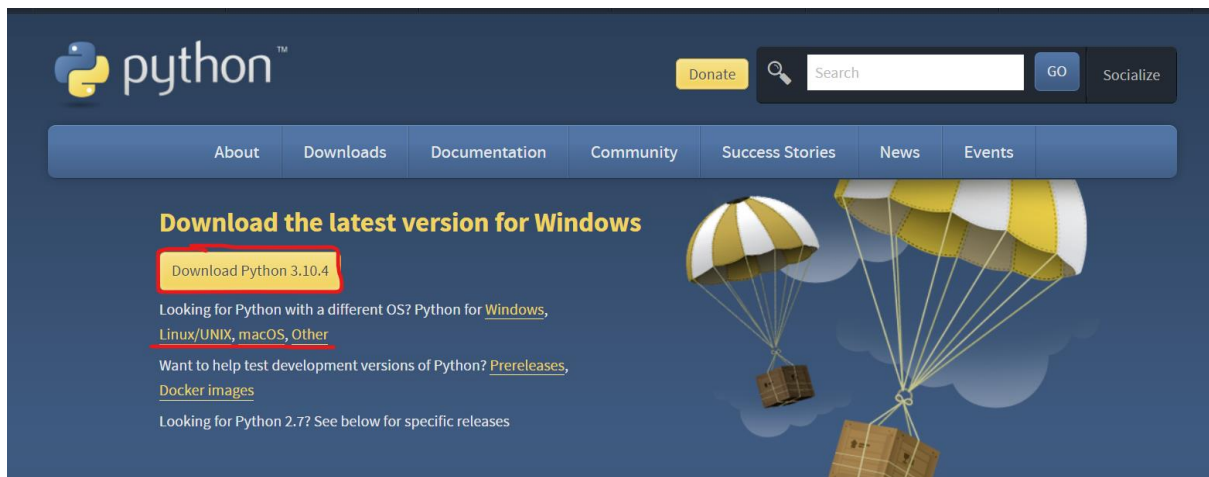 python™
Donate
Search
GO
Socialize
About Downloads Documentation Community Success Stories News Events
Download the latest version for Windows
Download Python 3.10.4
Looking for Python with a different OS? Python for Windows,
Linux/UNIX, macOS, Other
Want to help test development versions of Python? Prereleases,
Docker images
Looking for Python 2.7? See below for specific releases